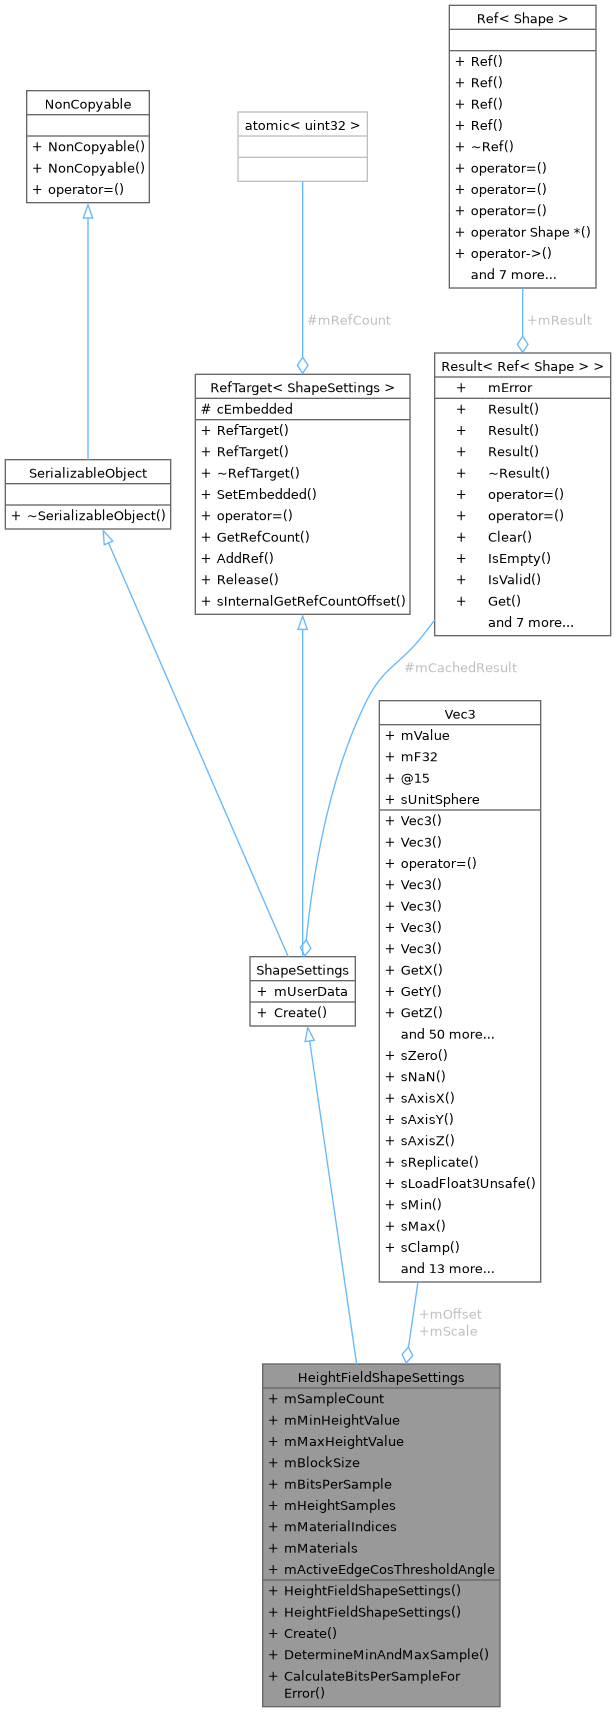 Ref< Shape >
+ Ref()
+ Ref()
+ Ref()
+ Ref()
+ ~Ref()
+ operator=()
+ operator=()
+ operator=()
+ operator Shape *()
+ operator->()
and 7 more...
NonCopyable
+ NonCopyable()
+ NonCopyable()
+ operator=()
atomic< uint32 >
#mRefCount
+mResult
Result< Ref< Shape > >
+ mError
+ Result()
+ Result()
+ Result()
+ ~Result()
+ operator=()
+ operator=()
+ Clear()
+ IsEmpty()
+ IsValid()
+ Get()
and 7 more...
RefTarget< ShapeSettings >
# cEmbedded
+ RefTarget()
+ RefTarget()
+ ~RefTarget()
+ SetEmbedded()
+ operator=()
+ GetRefCount()
+ AddRef()
+ Release()
+ sInternalGetRefCountOffset()
SerializableObject
+ ~SerializableObject()
#mCachedResult
Vec3
+ mValue
+ mF32
+ @15
+ sUnitSphere
+ Vec3()
+ Vec3()
+ operator=()
+ Vec3()
+ Vec3()
+ Vec3()
+ Vec3()
+ GetX()
+ GetY()
+ GetZ()
and 50 more...
+ sZero()
+ sNaN()
+ sAxisX()
+ sAxisY()
+ sAxisZ()
+ sReplicate()
+ sLoadFloat3Unsafe()
+ sMin()
+ sMax()
+ sClamp()
and 13 more...
ShapeSettings
+ mUserData
+ Create()
+mOffset
+mScale
HeightFieldShapeSettings
+ mSampleCount
+ mMinHeightValue
+ mMaxHeightValue
+ mBlockSize
+ mBitsPerSample
+ mHeightSamples
+ mMaterialIndices
+ mMaterials
+ mActiveEdgeCosThresholdAngle
+ HeightFieldShapeSettings()
+ HeightFieldShapeSettings()
+ Create()
+ DetermineMinAndMaxSample()
+ CalculateBitsPerSampleFor
Error()